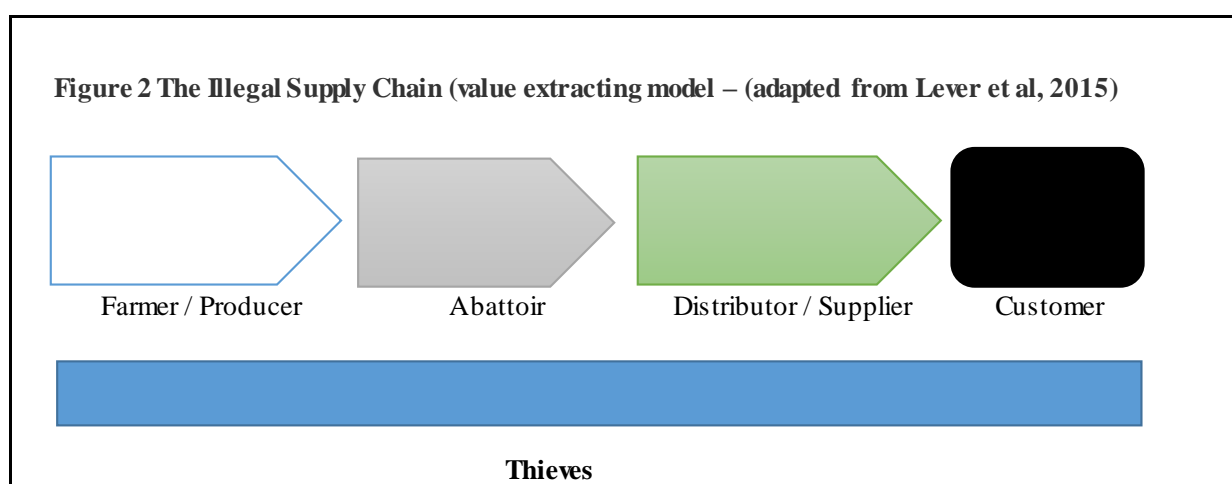 Figure 2 The Illegal Supply Chain (value extracting model – (adapted from Lever et al, 2015)
Farmer / Producer Abattoir Distributor / Supplier Customer
Thieves